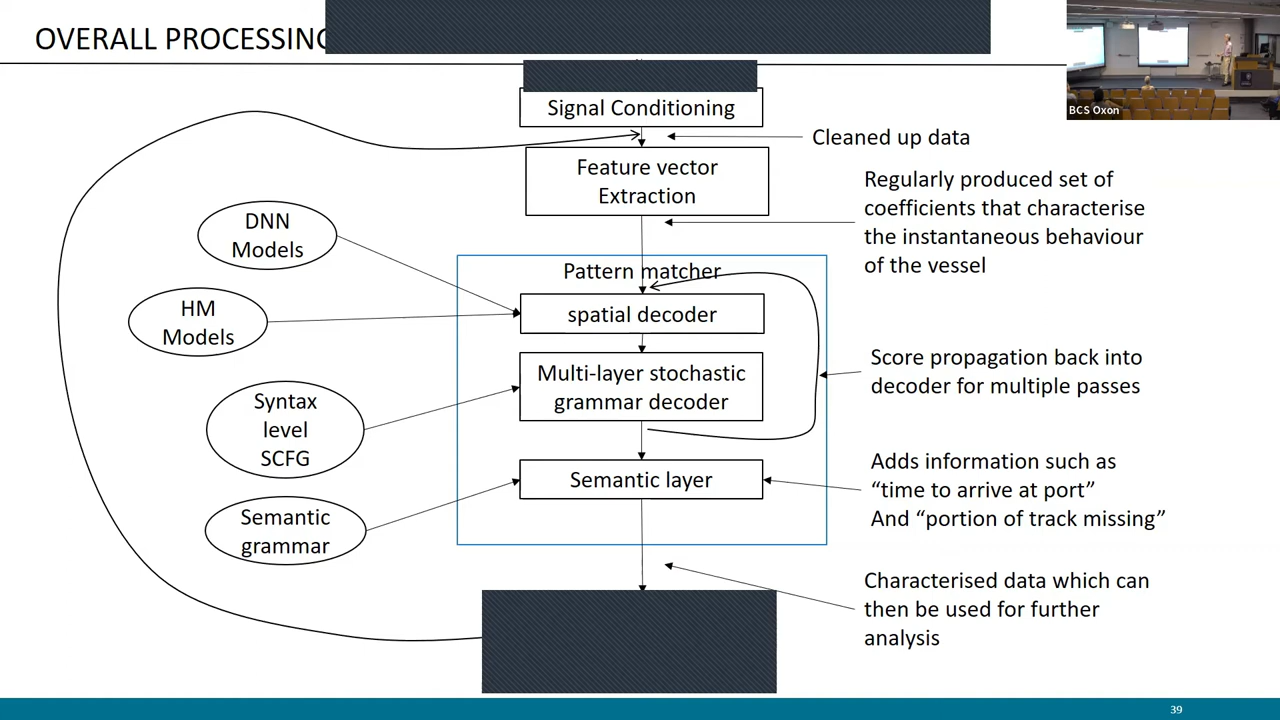 OVERALL PROCESSING
BCS Oxon
Signal Conditioning
Cleaned up data
Feature vector
Extraction
Regularly produced set of
coefficients that characterise
the instantaneous behaviour
of the vessel
DNN
Models
Pattern matcher
HM
Models
spatial decoder
Multi-layer stochastic
grammar decoder
Score propagation back into
decoder for multiple passes
Syntax
level
SCFG
Semantic layer
Adds information such as
“time to arrive at port”
And “portion of track missing”
Semantic
grammar
Characterised data which can
then be used for further
analysis
39